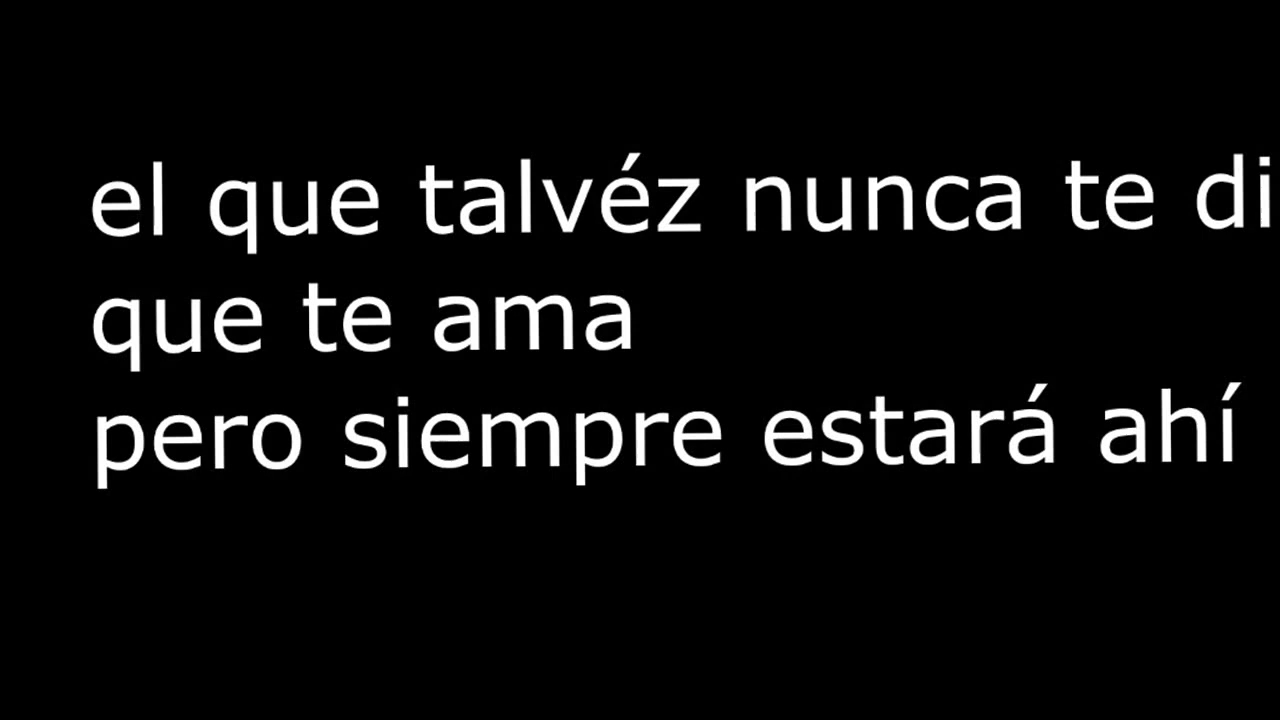 el que talvéz nunca te di
que te ama
pero siempre estará ahí